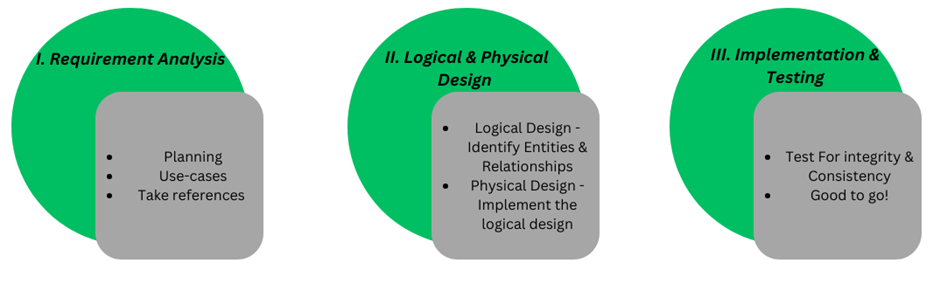 I. Requirement Analysis
Planning
Use-cases
Take references
II. Logical & Physical
Design
Logical Design -
Identify Entities &
Relationships
Physical Design -
Implement the
logical design
III. Implementation &
Testing
Test For integrity &
Consistency
Good to go!